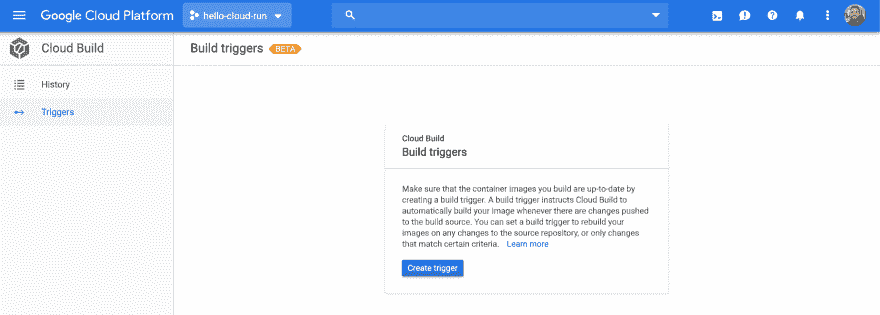 Google Cloud Platform
hello-cloud-run
Cloud Build
Build triggers BETA
History
Triggers
Cloud Build
Build triggers
Make sure that the container images you build are up-to-date by
creating a build trigger. A build trigger instructs Cloud Build to
automatically build your image whenever there are changes pushed
to the build source. You can set a build trigger to rebuild your
images on any changes to the source repository, or only changes
that match certain criteria. Learn more
Create trigger